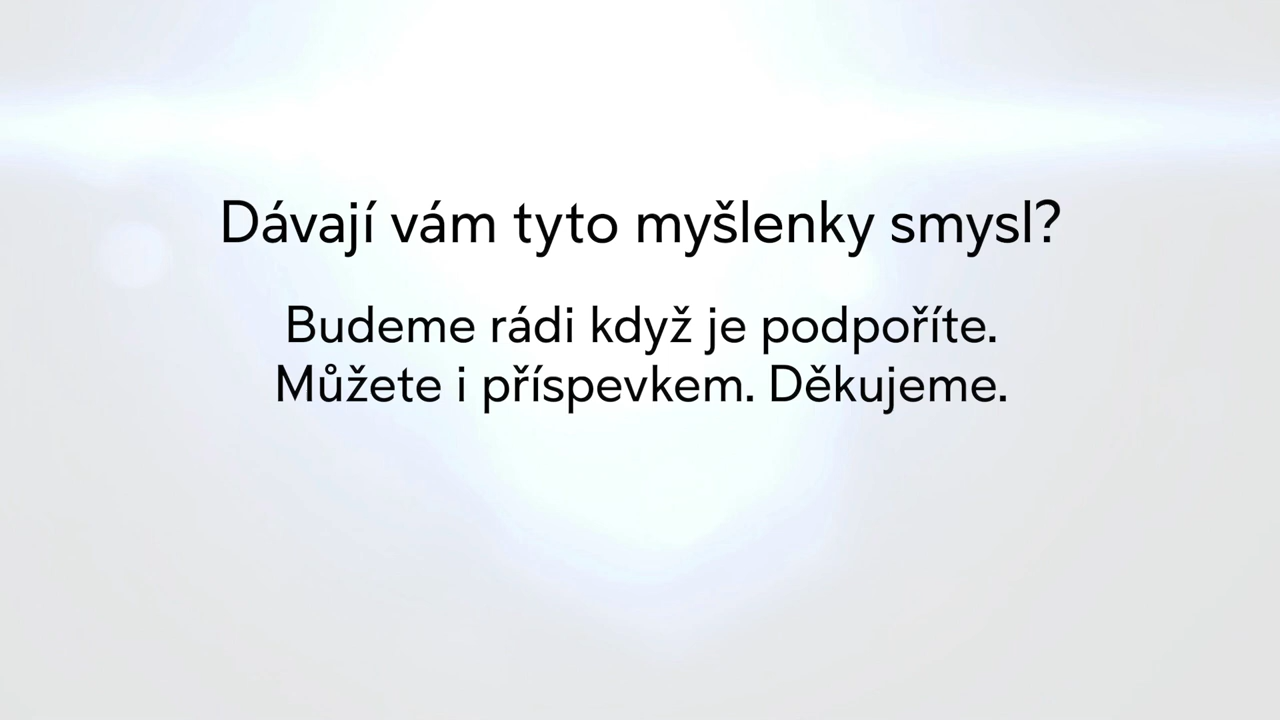 Dávají vám tyto myšlenky smysl?
Budeme rádi když je podpoříte.
Můžete i příspevkem. Děkujeme.